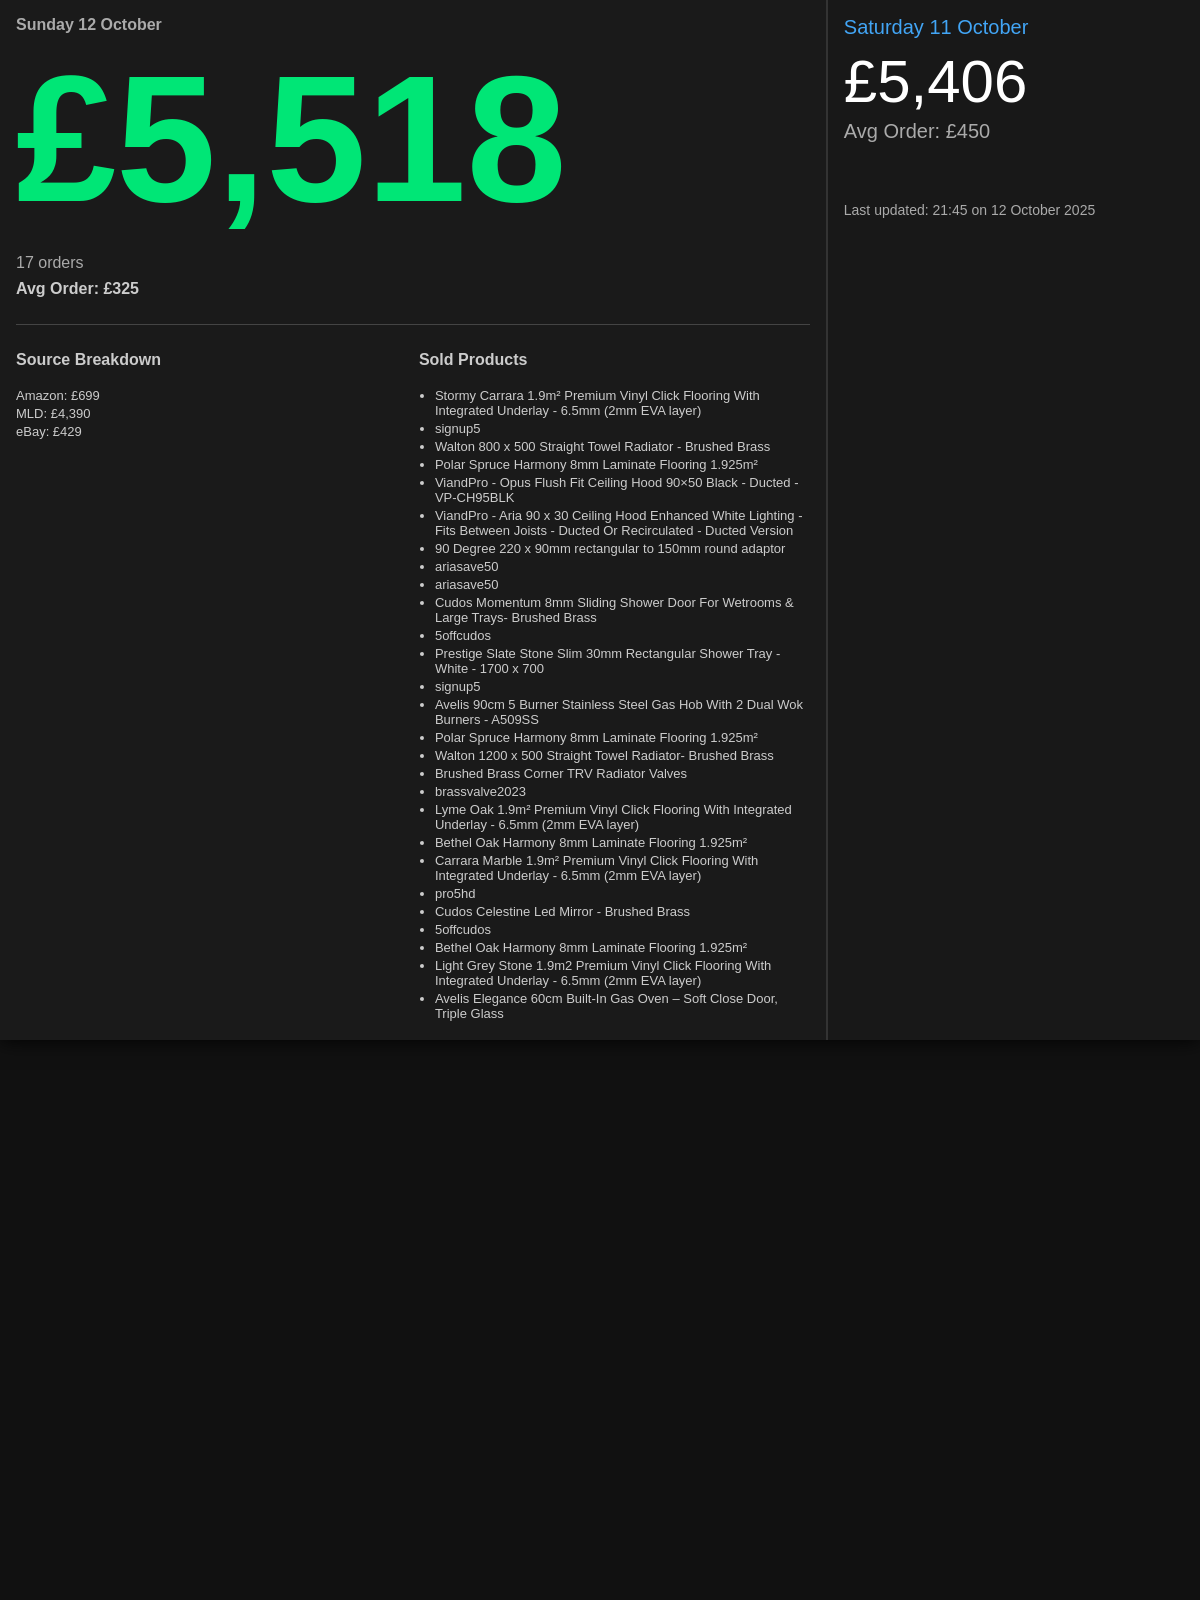 Sunday 12 October
£5,518
17 orders
Avg Order: £325
Source Breakdown
Amazon: £699
MLD: £4,390
eBay: £429
Sold Products
Stormy Carrara 1.9m² Premium Vinyl Click Flooring With
Integrated Underlay - 6.5mm (2mm EVA layer)
signup5
Walton 800 x 500 Straight Towel Radiator - Brushed Brass
Polar Spruce Harmony 8mm Laminate Flooring 1.925m²
ViandPro - Opus Flush Fit Ceiling Hood 90×50 Black - Ducted -
VP-CH95BLK
ViandPro - Aria 90 x 30 Ceiling Hood Enhanced White Lighting -
Fits Between Joists - Ducted Or Recirculated - Ducted Version
90 Degree 220 x 90mm rectangular to 150mm round adaptor
ariasave50
ariasave50
Cudos Momentum 8mm Sliding Shower Door For Wetrooms &
Large Trays- Brushed Brass
5offcudos
Prestige Slate Stone Slim 30mm Rectangular Shower Tray -
White - 1700 x 700
signup5
Avelis 90cm 5 Burner Stainless Steel Gas Hob With 2 Dual Wok
Burners - A509SS
Polar Spruce Harmony 8mm Laminate Flooring 1.925m²
Walton 1200 x 500 Straight Towel Radiator- Brushed Brass
Brushed Brass Corner TRV Radiator Valves
brassvalve2023
Lyme Oak 1.9m² Premium Vinyl Click Flooring With Integrated
Underlay - 6.5mm (2mm EVA layer)
Bethel Oak Harmony 8mm Laminate Flooring 1.925m²
Carrara Marble 1.9m² Premium Vinyl Click Flooring With
Integrated Underlay - 6.5mm (2mm EVA layer)
pro5hd
Cudos Celestine Led Mirror - Brushed Brass
5offcudos
Bethel Oak Harmony 8mm Laminate Flooring 1.925m²
Light Grey Stone 1.9m2 Premium Vinyl Click Flooring With
Integrated Underlay - 6.5mm (2mm EVA layer)
Avelis Elegance 60cm Built-In Gas Oven – Soft Close Door,
Triple Glass
Saturday 11 October
£5,406
Avg Order: £450
Last updated: 21:45 on 12 October 2025